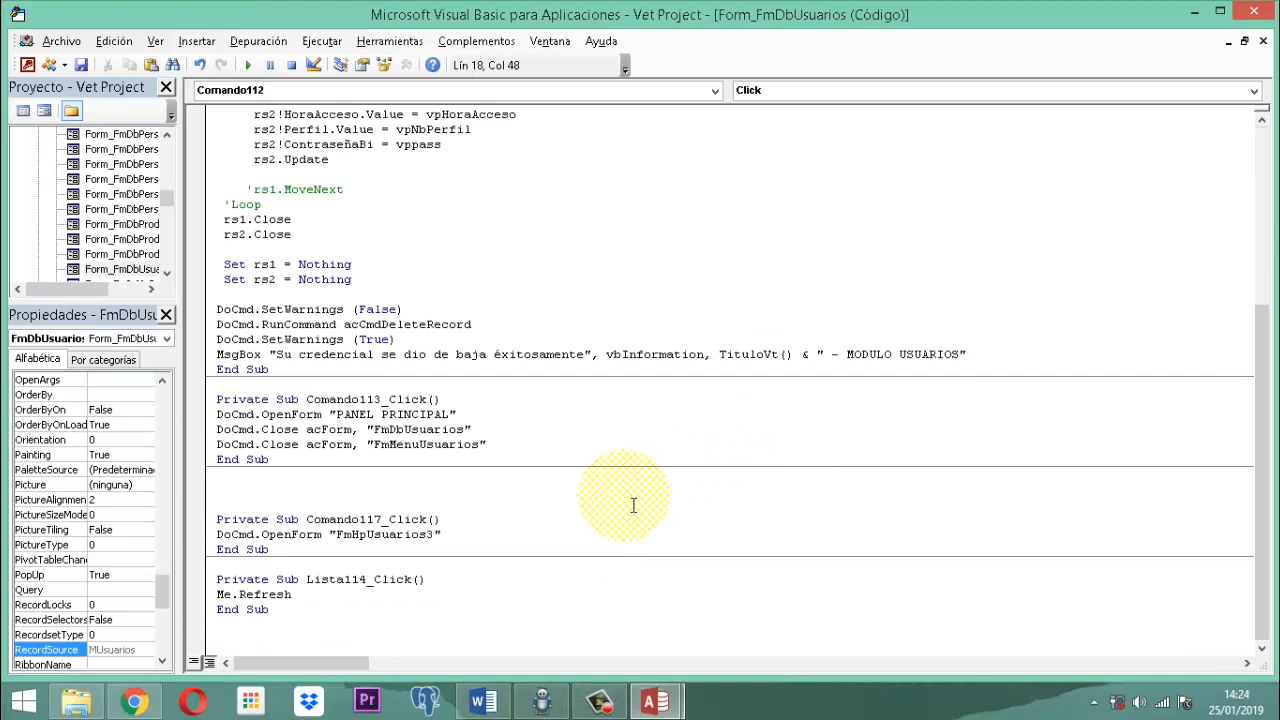 Microsoft Visual Basic para Aplicaciones - Vet Project - [Form_FmDbUsuarios (Código)]
Archivo Edición Ver Insertar Formato Depuración Ejecutar Herramientas Complementos Ventana Ayuda
Lín 18, Col 48
Proyecto - Vet Project
Comando112
Click
Form_FmDbPers
Form_FmDbPers
Form_FmDbPers
Form_FmDbPers
Form_FmDbPers
Form_FmDbPers
Form_FmDbProd
Form_FmDbProd
Form_FmDbProd
Form_FmDbUsua
Propiedades - FmDbUsu
FmDbUsuarios Form_FmDbUsu
Alfabética Por categorías
OpenArgs
OrderBy
OrderByOn False
OrderByOnLoad True
Orientation 0
Painting True
PaletteSource (Predeterminac
Picture (ninguna)
PictureAlignmen 2
PictureSizeMode 0
PictureTiling False
PictureType 0
PivotTableChang
PopUp True
Query
RecordLocks 0
RecordSelectors False
RecordsetType 0
RecordSource MUsuarios
RibbonName
rs2!HoraAcceso.Value = vpHoraAcceso
rs2!Perfil.Value = vpNbPerfil
rs2!ContraseñaBi = vppass
rs2.Update
'rs1.MoveNext
'Loop
rs1.Close
rs2.Close
Set rs1 = Nothing
Set rs2 = Nothing
DoCmd.SetWarnings (False)
DoCmd.RunCommand acCmdDeleteRecord
DoCmd.SetWarnings (True)
MsgBox "Su credencial se dio de baja éxitosamente", vbInformation, TituloVt() & " - MODULO USUARIOS"
End Sub
Private Sub Comando113_Click()
DoCmd.OpenForm "PANEL PRINCIPAL"
DoCmd.Close acForm, "FmDbUsuarios"
DoCmd.Close acForm, "FmMenuUsuarios"
End Sub
Private Sub Comando117_Click()
DoCmd.OpenForm "FmHpUsuarios3"
End Sub
Private Sub Lista114_Click()
Me.Refresh
End Sub
Pr
14:24
25/01/2019